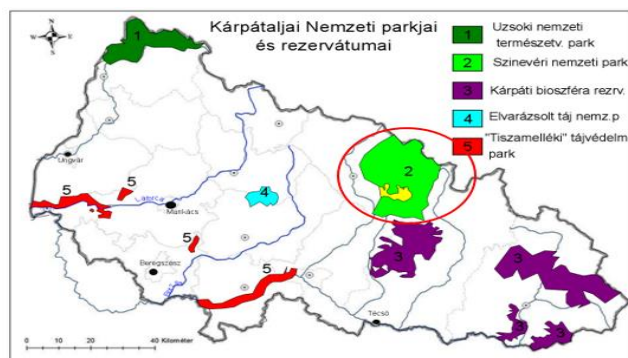 Kárpátaljai Nemzeti parkjai
és rezervátumai
N
W
E
S
1 Uzsoki nemzeti
természetv. park
2 Szinevéri nemzeti park
3 Kárpáti bioszféra rezrv.
4 Elvarázsolt táj nemz.p
5 "Tiszamelléki" tájvédelm
park
1
2
Ungvár
5
5
4
Latorca
Munkács
5
Beregszász
5
3
3
Técső
3
3
0 20 40 Kilométer